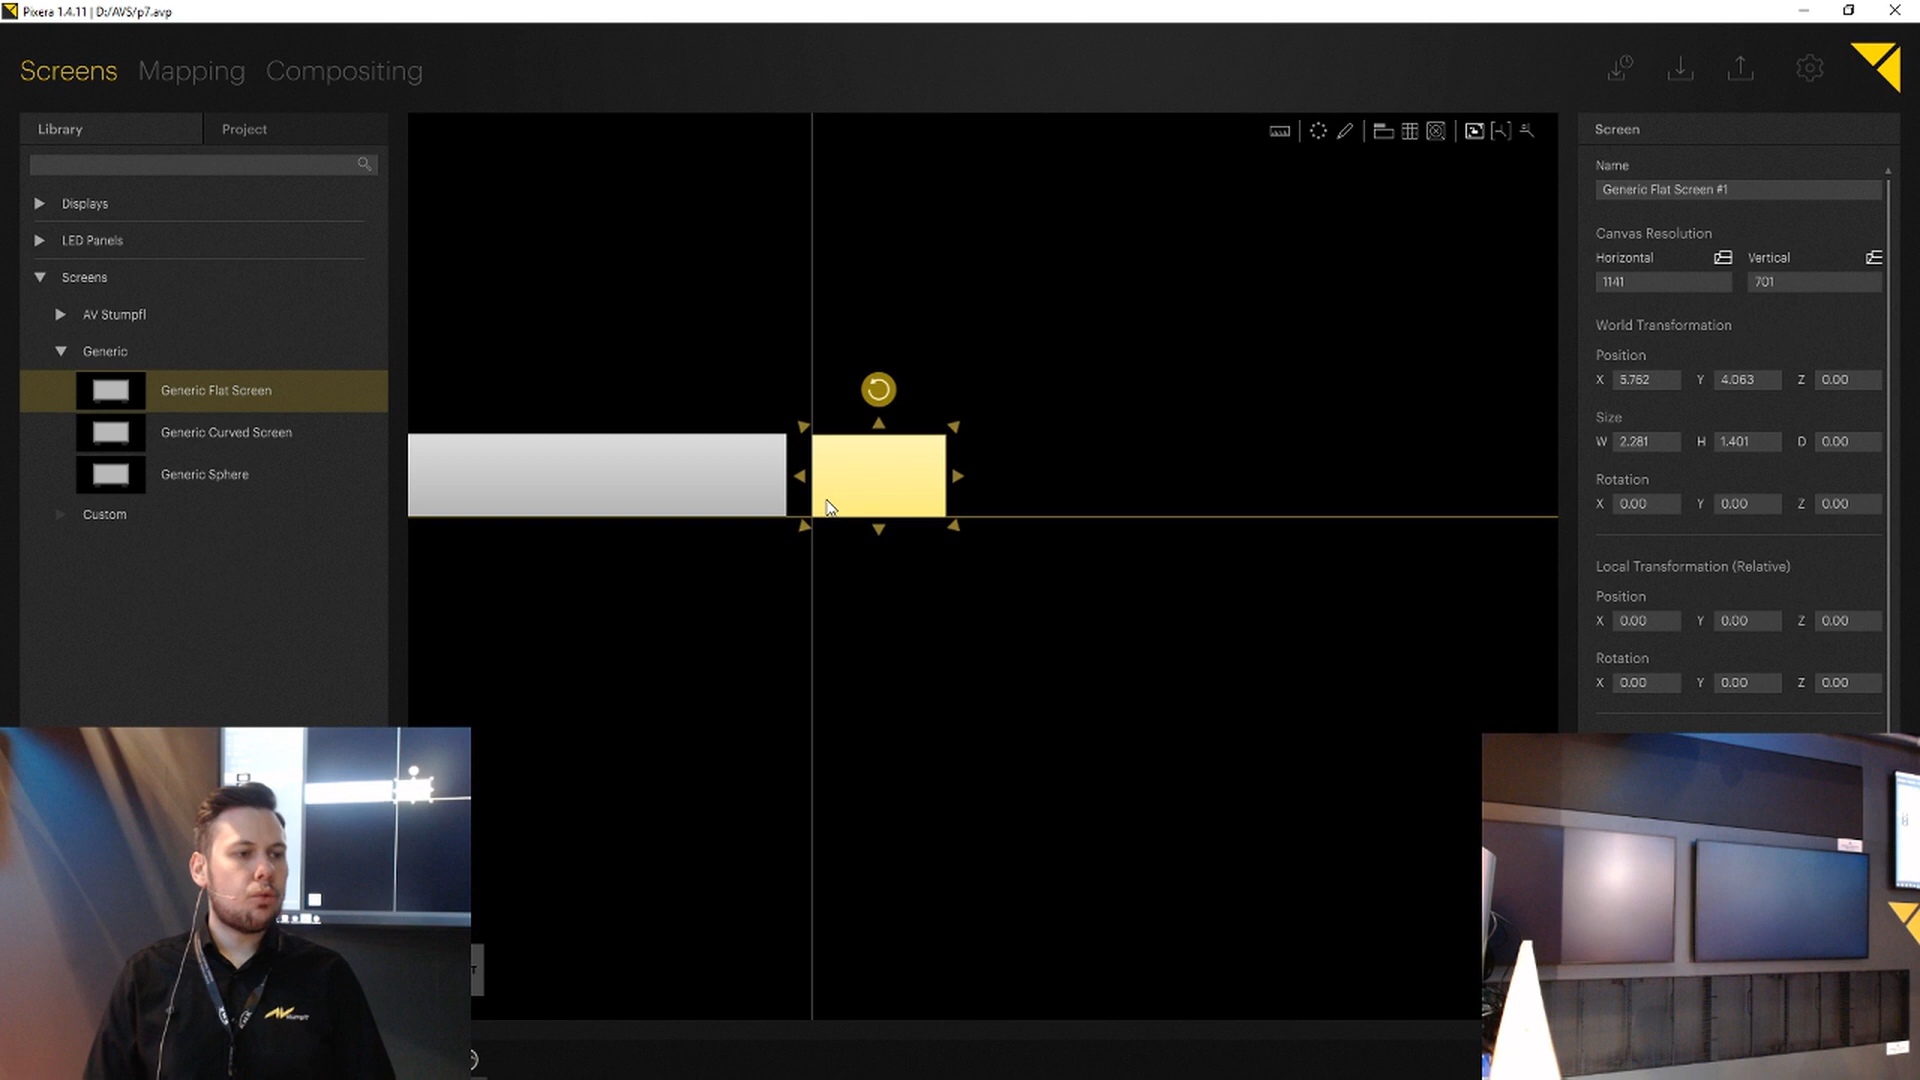 Pixera 1.4.11 | D:/AVS/p7.avp
Screens Mapping Compositing
Library Project
Displays
LED Panels
Screens
AV Stumpfl
Generic
Generic Flat Screen
Generic Curved Screen
Generic Sphere
Custom
Screen
Name
Generic Flat Screen #1
Canvas Resolution
Horizontal Vertical
1141 701
World Transformation
Position
X 5.762 Y 4.063 Z 0.00
Size
W 2.281 H 1.401 D 0.00
Rotation
X 0.00 Y 0.00 Z 0.00
Local Transformation (Relative)
Position
X 0.00 Y 0.00 Z 0.00
Rotation
X 0.00 Y 0.00 Z 0.00
AV Stumpfl